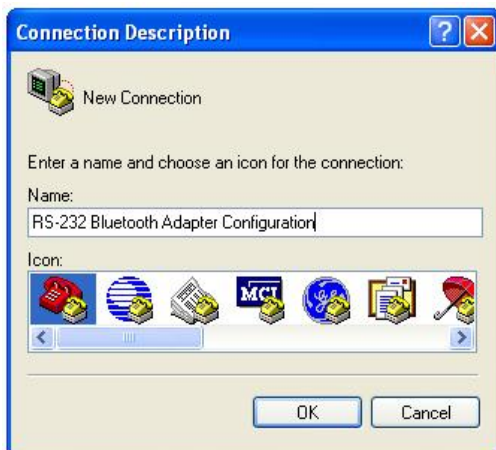 Connection Description
New Connection
Enter a name and choose an icon for the connection:
Name:
RS-232 Bluetooth Adapter Configuration
Icon:
MCI
OK Cancel